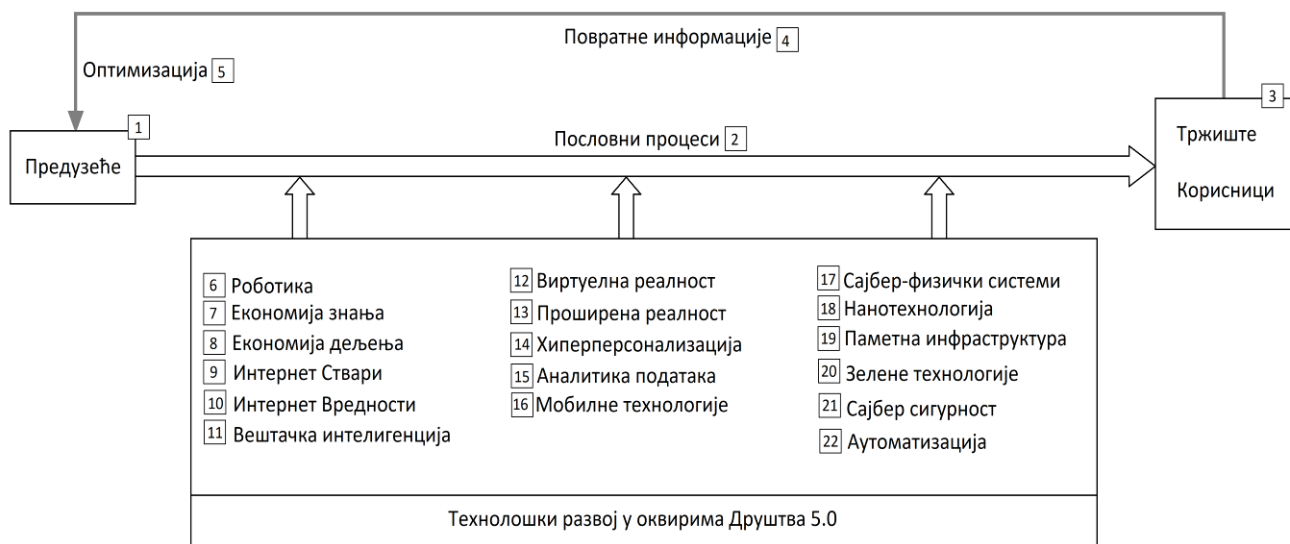 Повратне информације 4
Оптимизација 5
1
3
Предузеће
Пословни процеси 2
Тржиште
Корисници
6 Роботика
7 Економија знања
8 Економија дељења
9 Интернет Ствари
10 Интернет Вредности
11 Вештачка интелигенција
12 Виртуелна реалност
13 Проширена реалност
14 Хиперперсонализација
15 Аналитика података
16 Мобилне технологије
17 Сајбер-физички системи
18 Нанотехнологија
19 Паметна инфраструктура
20 Зелене технологије
21 Сајбер сигурност
22 Аутоматизација
Технолошки развој у оквирима Друштва 5.0